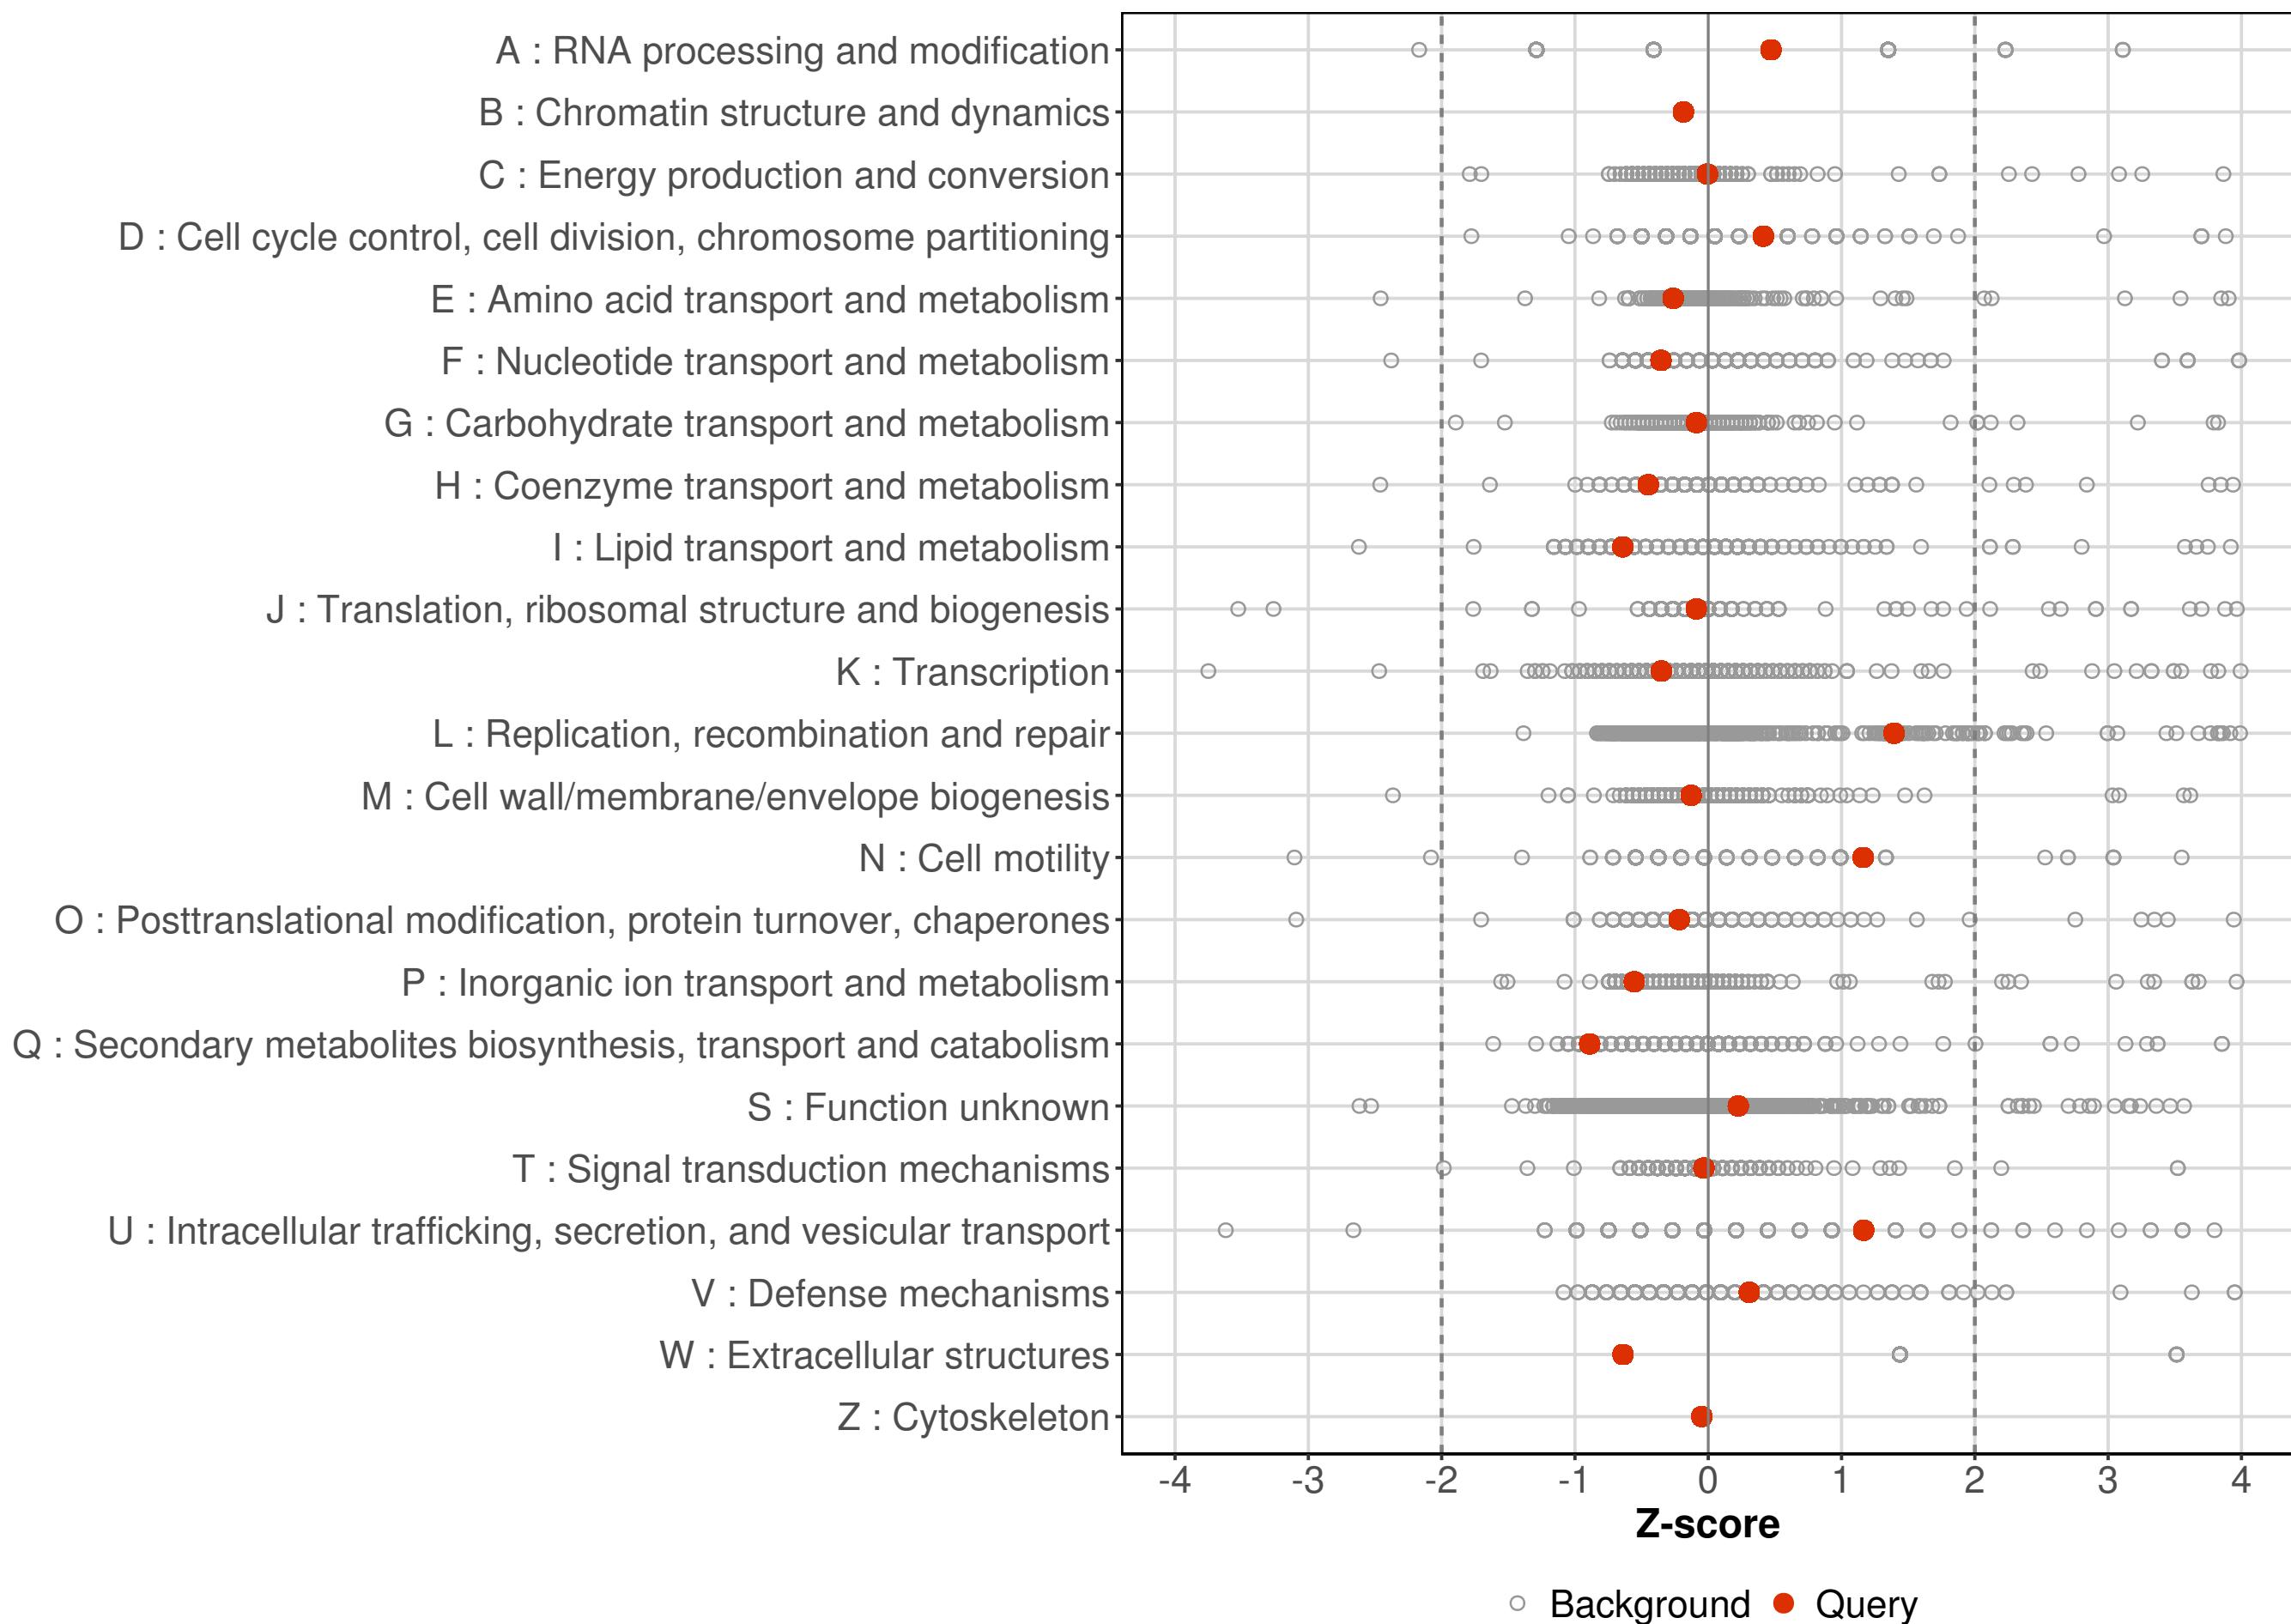 A : RNA processing and modification
B : Chromatin structure and dynamics
C : Energy production and conversion
D : Cell cycle control, cell division, chromosome partitioning
E : Amino acid transport and metabolism
F : Nucleotide transport and metabolism
G : Carbohydrate transport and metabolism
H : Coenzyme transport and metabolism
I : Lipid transport and metabolism
J : Translation, ribosomal structure and biogenesis
K : Transcription
L : Replication, recombination and repair
M : Cell wall/membrane/envelope biogenesis
N : Cell motility
O : Posttranslational modification, protein turnover, chaperones
P : Inorganic ion transport and metabolism
Q : Secondary metabolites biosynthesis, transport and catabolism
S : Function unknown
T : Signal transduction mechanisms
U : Intracellular trafficking, secretion, and vesicular transport
V : Defense mechanisms
W : Extracellular structures
Z : Cytoskeleton
-4 -3 -2 -1 0 1 2 3 4
Z-score
Background Query